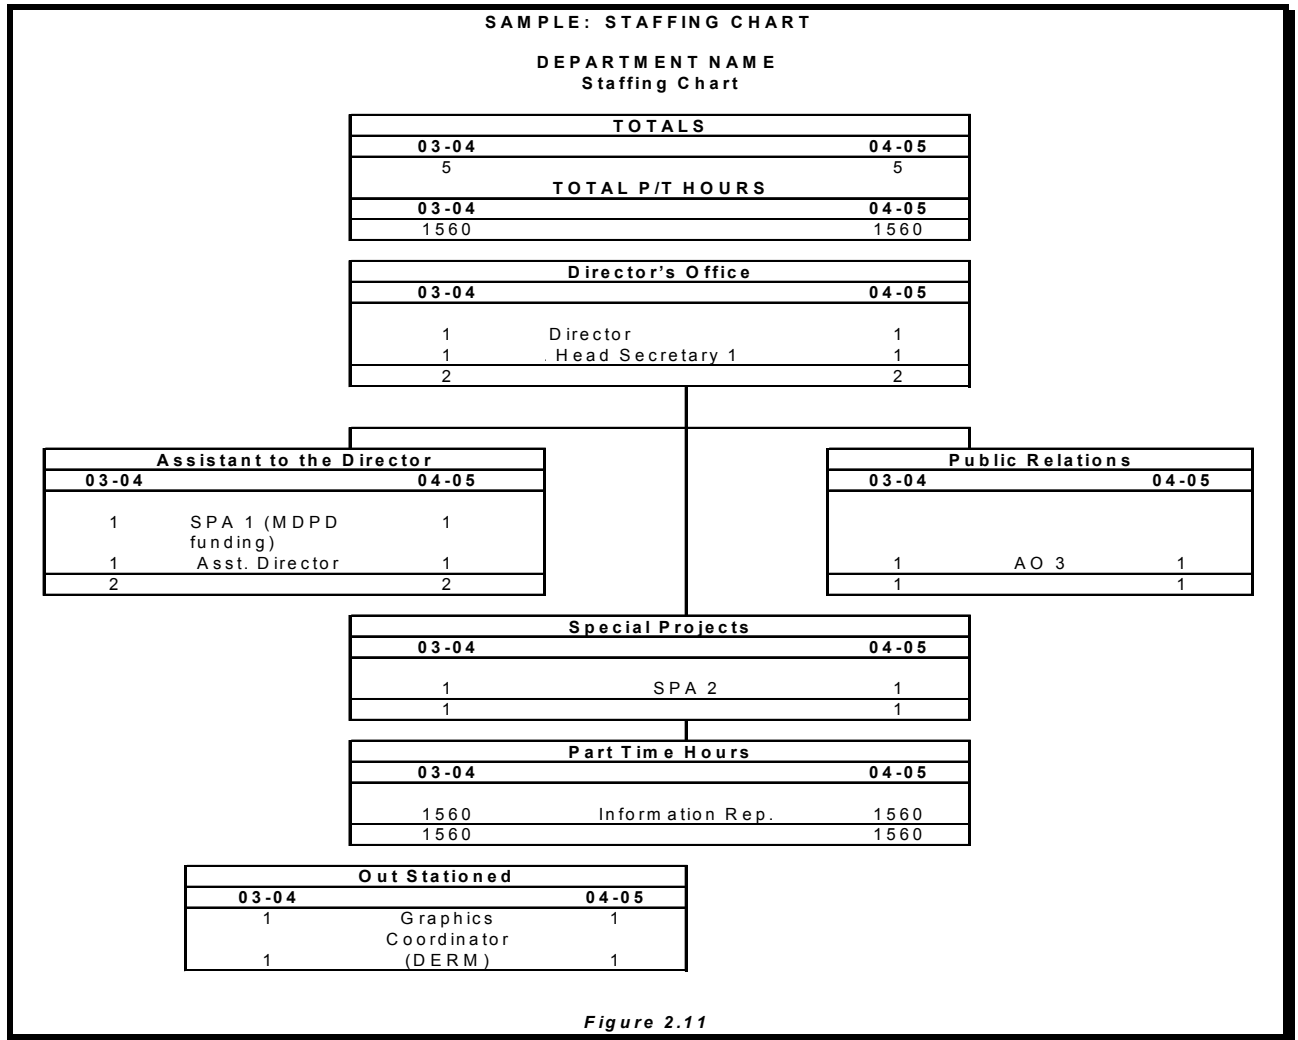 SAMPLE: STAFFING CHART
DEPARTMENT NAME
Staffing Chart
TOTALS
03-04 04-05
5 5
TOTAL P/T HOURS
03-04 04-05
1560 1560
Director's Office
03-04 04-05
1 Director 1
1 . Head Secretary 1 1
2 2
Assistant to the Director
03-04 04-05
1 SPA 1 (MDPD 1
funding)
1 Asst. Director 1
2 2
Public Relations
03-04 04-05
1 AO 3 1
1 1
Special Projects
03-04 04-05
1 SPA 2 1
1 1
Part Time Hours
03-04 04-05
1560 Information Rep. 1560
1560 1560
Out Stationed
03-04 04-05
1 Graphics 1
Coordinator
1 (DERM) 1
Figure 2.11